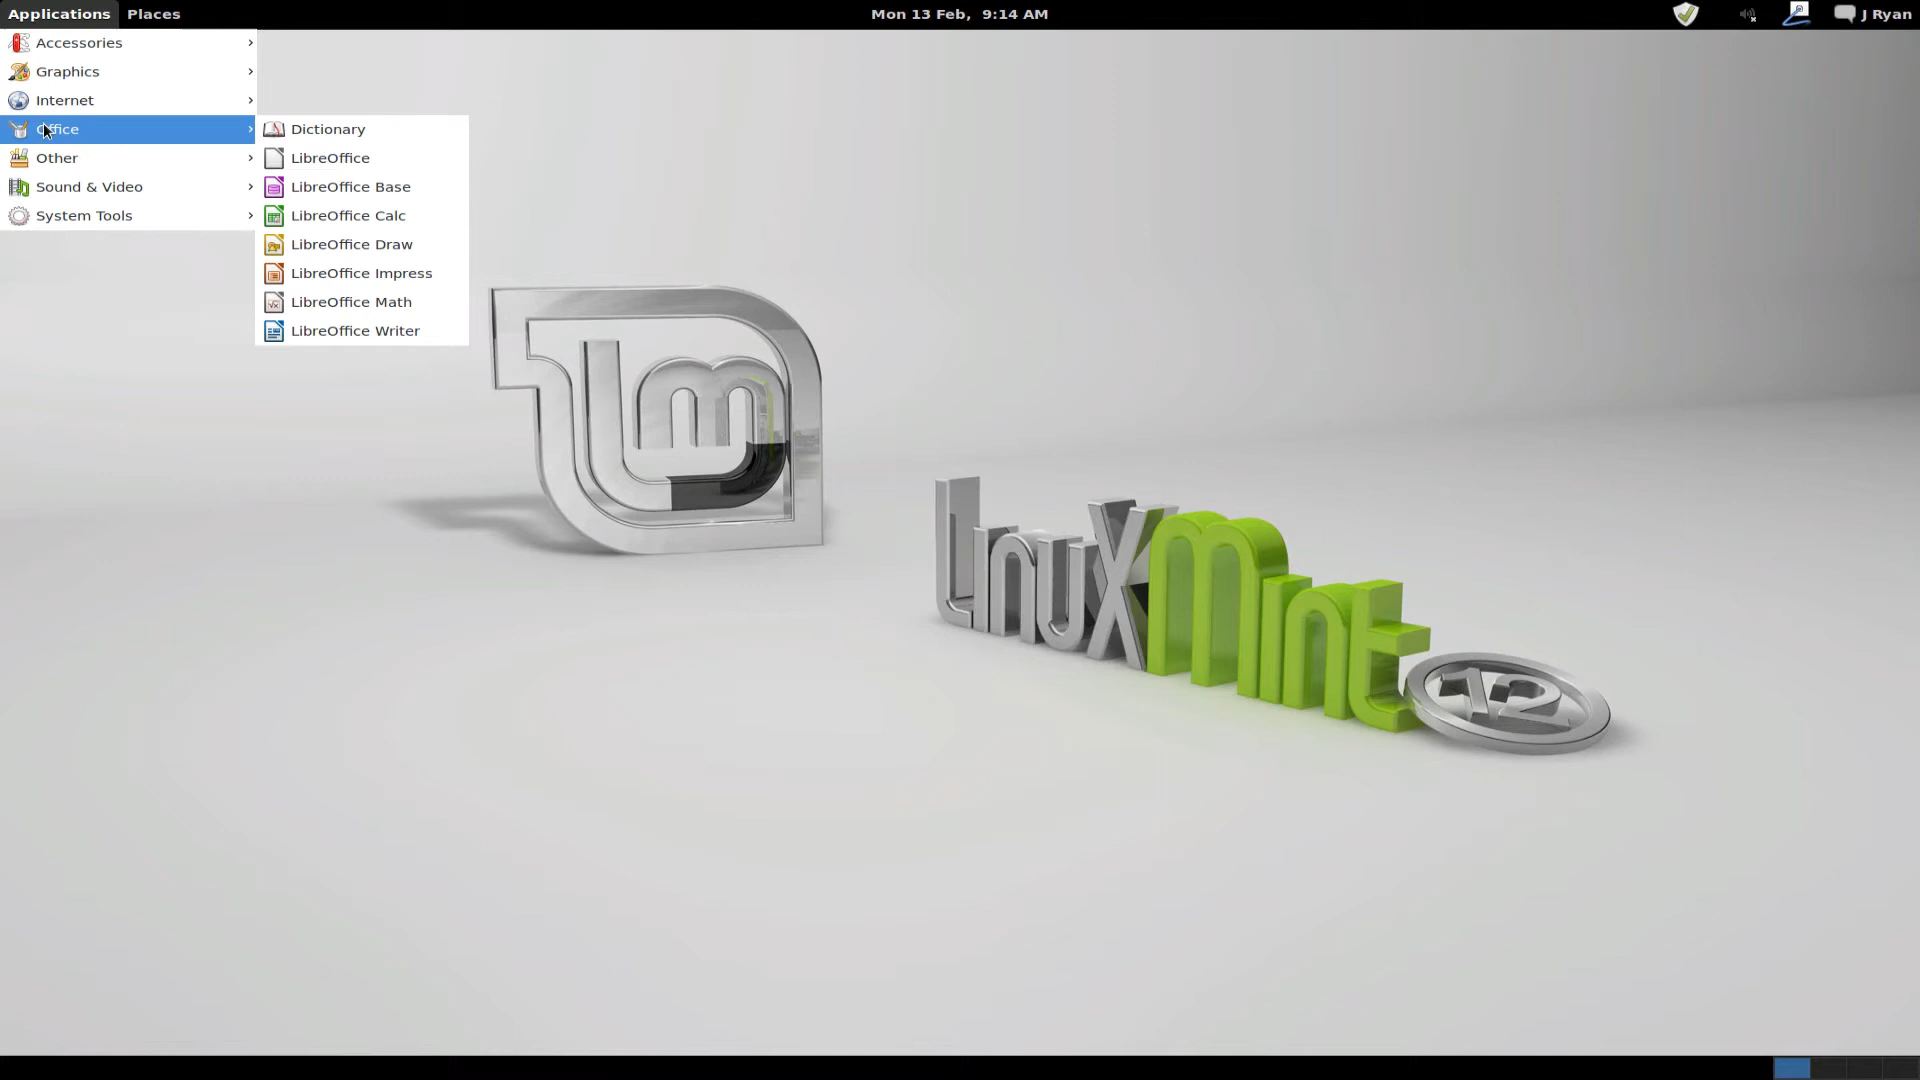 Applications Places Mon 13 Feb, 9:14 AM J Ryan
Accessories
Graphics
Internet
Office
Other
Sound & Video
System Tools
Dictionary
LibreOffice
LibreOffice Base
LibreOffice Calc
LibreOffice Draw
LibreOffice Impress
LibreOffice Math
LibreOffice Writer
lm
LinuxMint 12